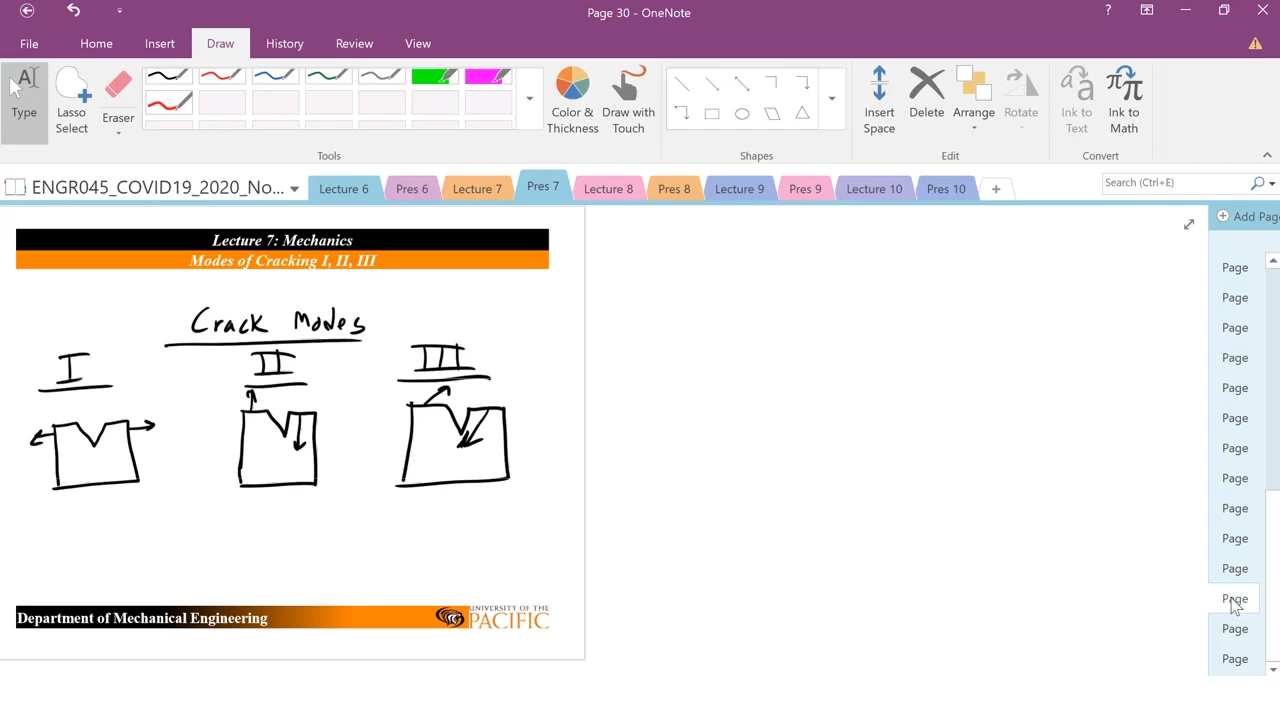 Page 30 - OneNote
?
File Home Insert Draw History Review View
Type
Lasso Select
Eraser
Color & Thickness
Draw with Touch
Insert Space
Delete
Arrange
Rotate
Ink to Text
Ink to Math
Tools
Shapes
Edit
Convert
ENGR045_COVID19_2020_No...
Lecture 6 Pres 6 Lecture 7 Pres 7 Lecture 8 Pres 8 Lecture 9 Pres 9 Lecture 10 Pres 10 +
Search (Ctrl+E)
Add Pag
Lecture 7: Mechanics
Modes of Cracking I, II, III
Crack Modes
I II III
Department of Mechanical Engineering
UNIVERSITY OF THE
PACIFIC
Page
Page
Page
Page
Page
Page
Page
Page
Page
Page
Page
Page
Page
Page